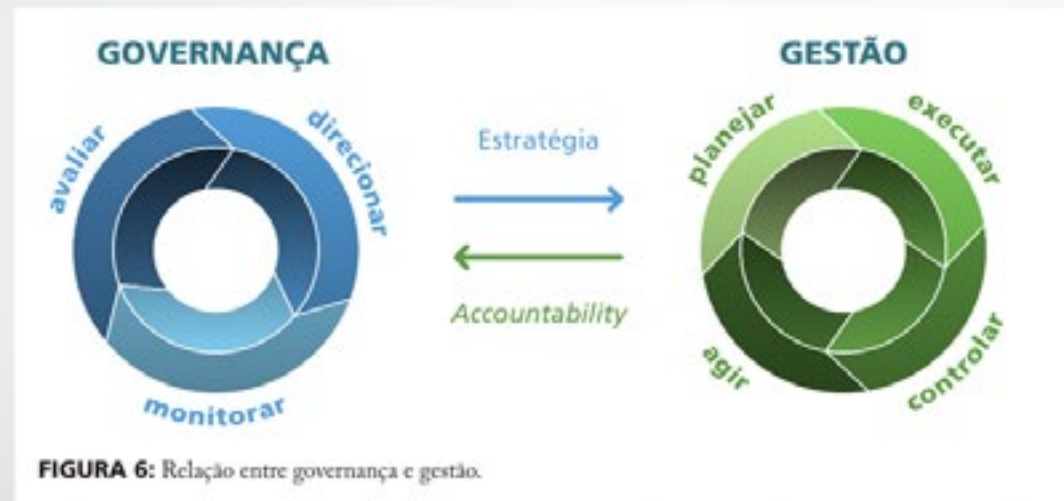 GOVERNANÇA
avaliar
direcionar
monitorar
Estratégia
Accountability
GESTÃO
planejar
executar
agir
controlar
FIGURA 6: Relação entre governança e gestão.